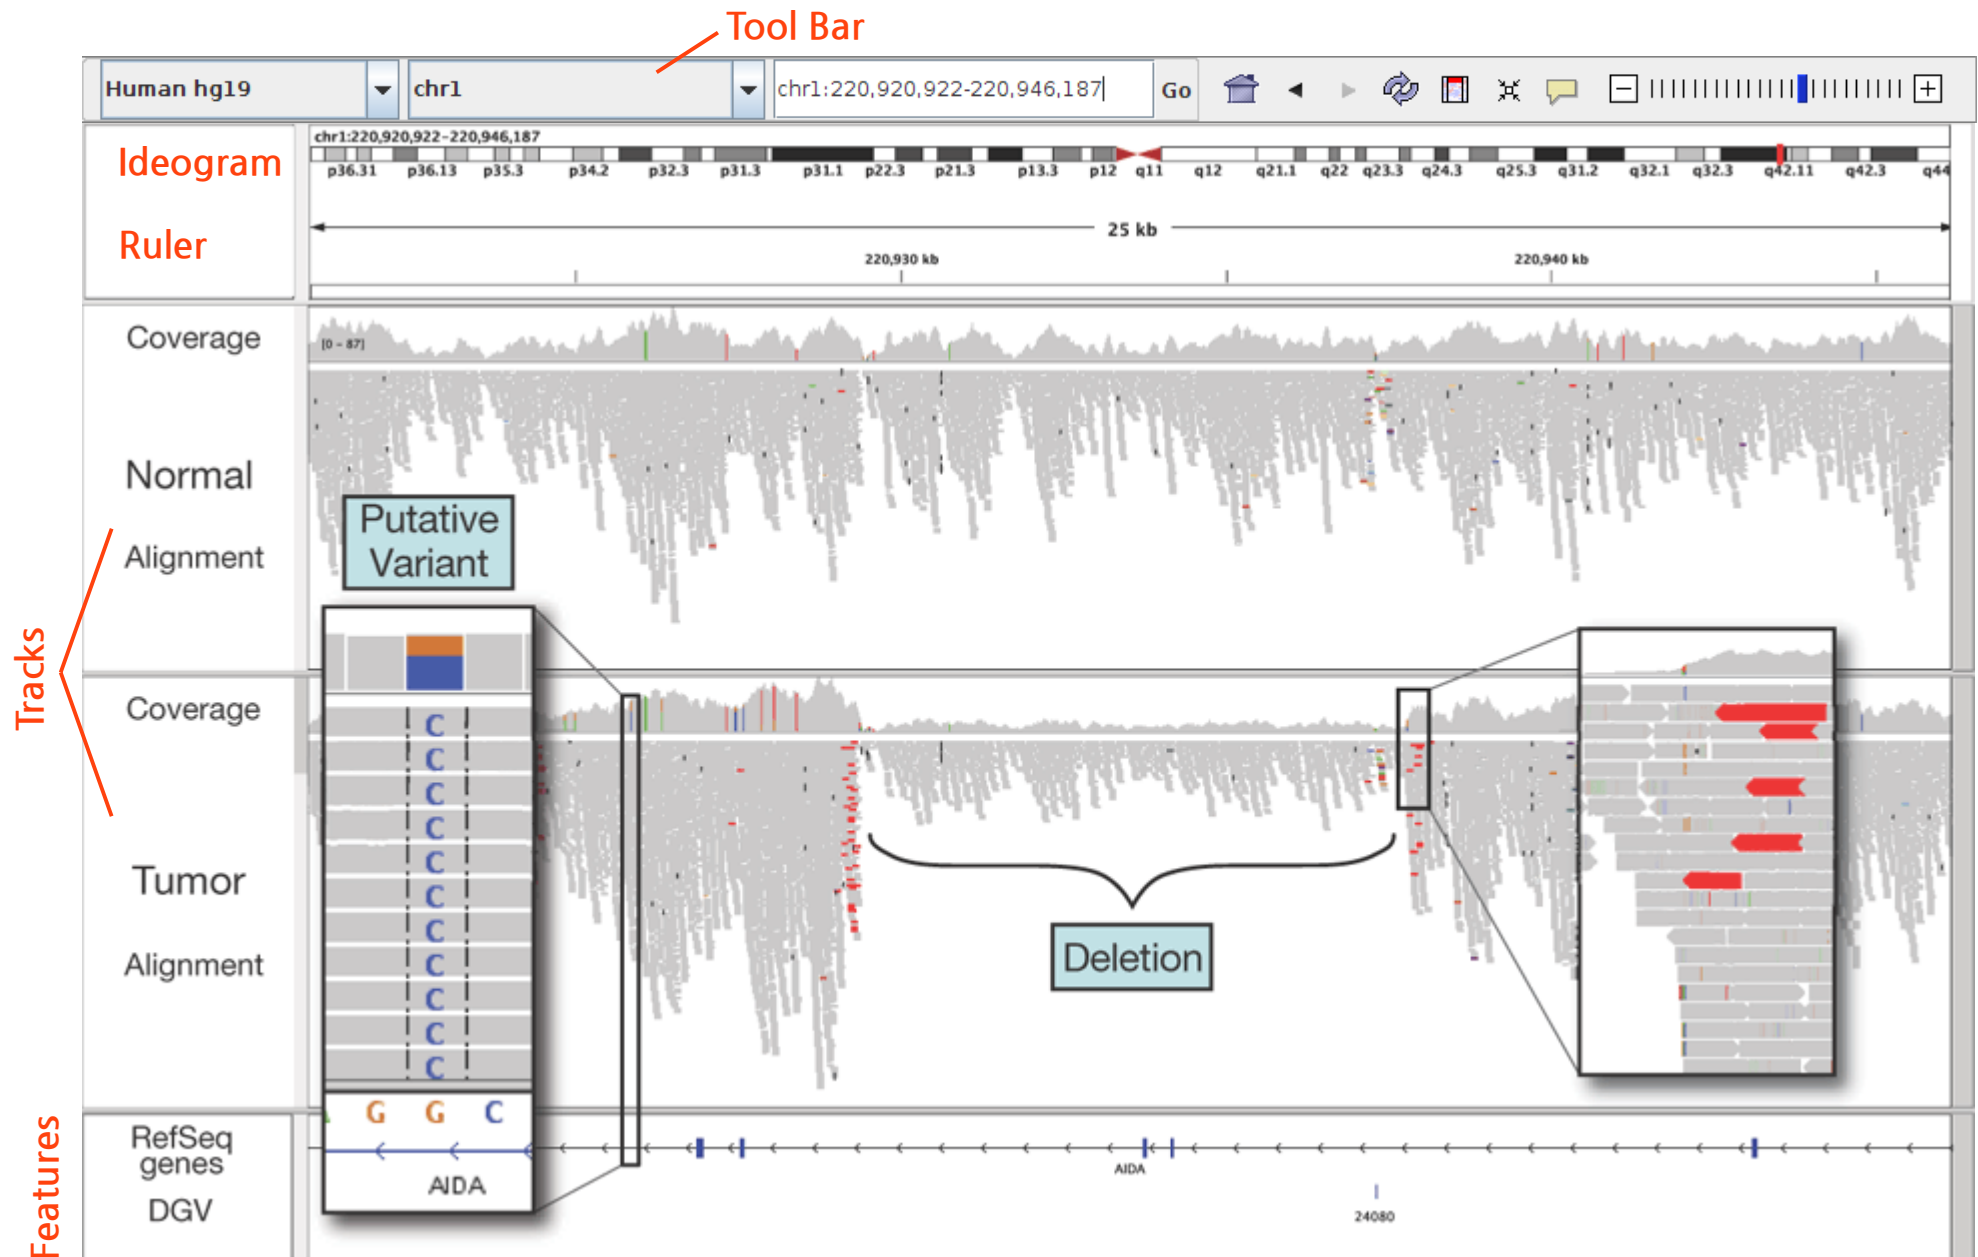 Tool Bar
Human hg19
chr1
chr1:220,920,922-220,946,187
Go
Ideogram
chr1:220,920,922-220,946,187
p36.31 p36.13 p35.3 p34.2 p32.3 p31.3 p31.1 p22.3 p21.3 p13.3 p12 q11 q12 q21.1 q22 q23.3 q24.3 q25.3 q31.2 q32.1 q32.3 q42.11 q42.3 q44
Ruler
25 kb
220,930 kb 220,940 kb
Coverage
[0 - 87]
Normal
Alignment
Putative
Variant
Tracks
Coverage
Tumor
Alignment
C
C
C
C
C
C
C
C
C
C
C
G G C
AIDA
Deletion
Features
RefSeq
genes
AIDA
DGV
24080